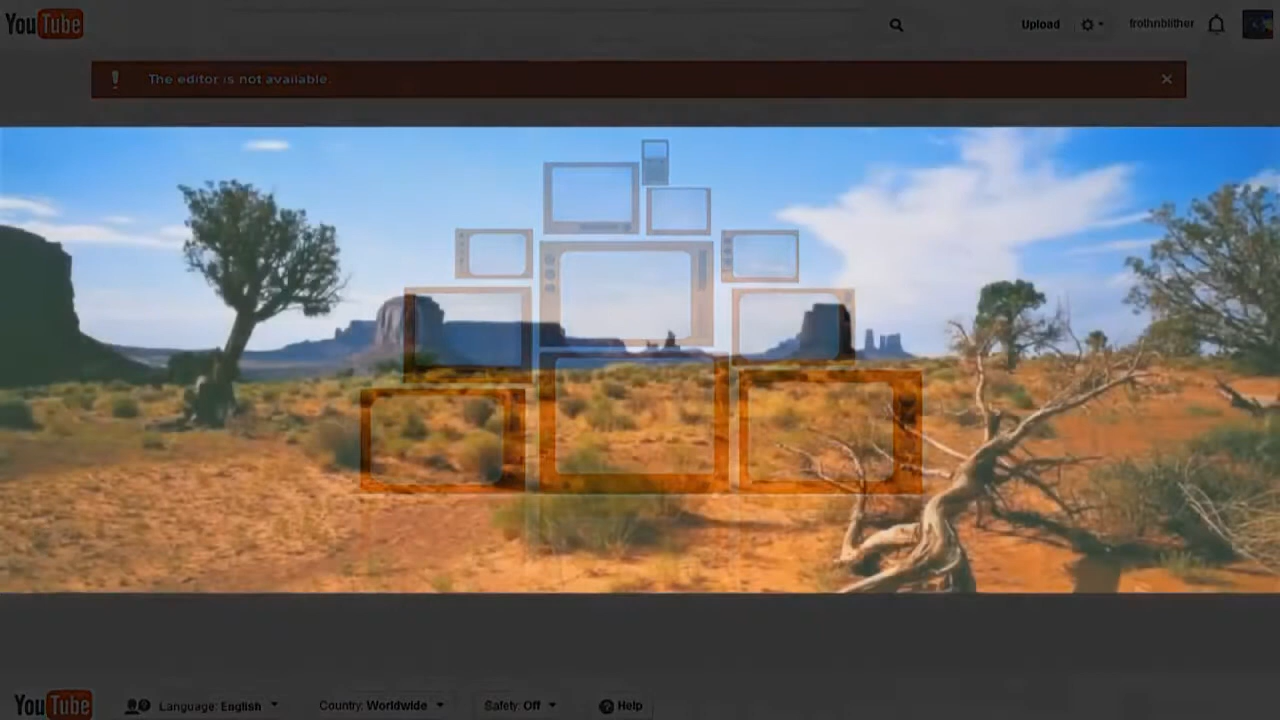 YouTube
Upload
frothnblither
The editor is not available.
YouTube
Language: English
Country: Worldwide
Safety: Off
Help